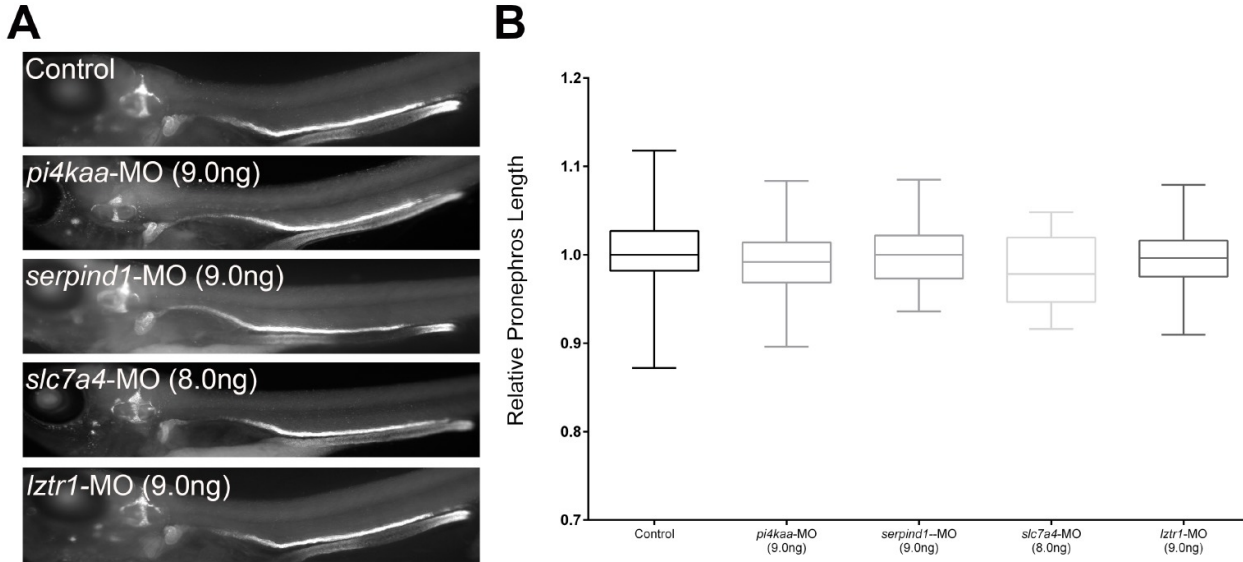 A
Control
pi4kaa-MO (9.0ng)
serpind1-MO (9.0ng)
slc7a4-MO (8.0ng)
lztr1-MO (9.0ng)
B
Relative Pronephros Length
1.2
1.1
1.0
0.9
0.8
0.7
Control
pi4kaa-MO
(9.0ng)
serpind1--MO
(9.0ng)
slc7a4-MO
(8.0ng)
lztr1-MO
(9.0ng)